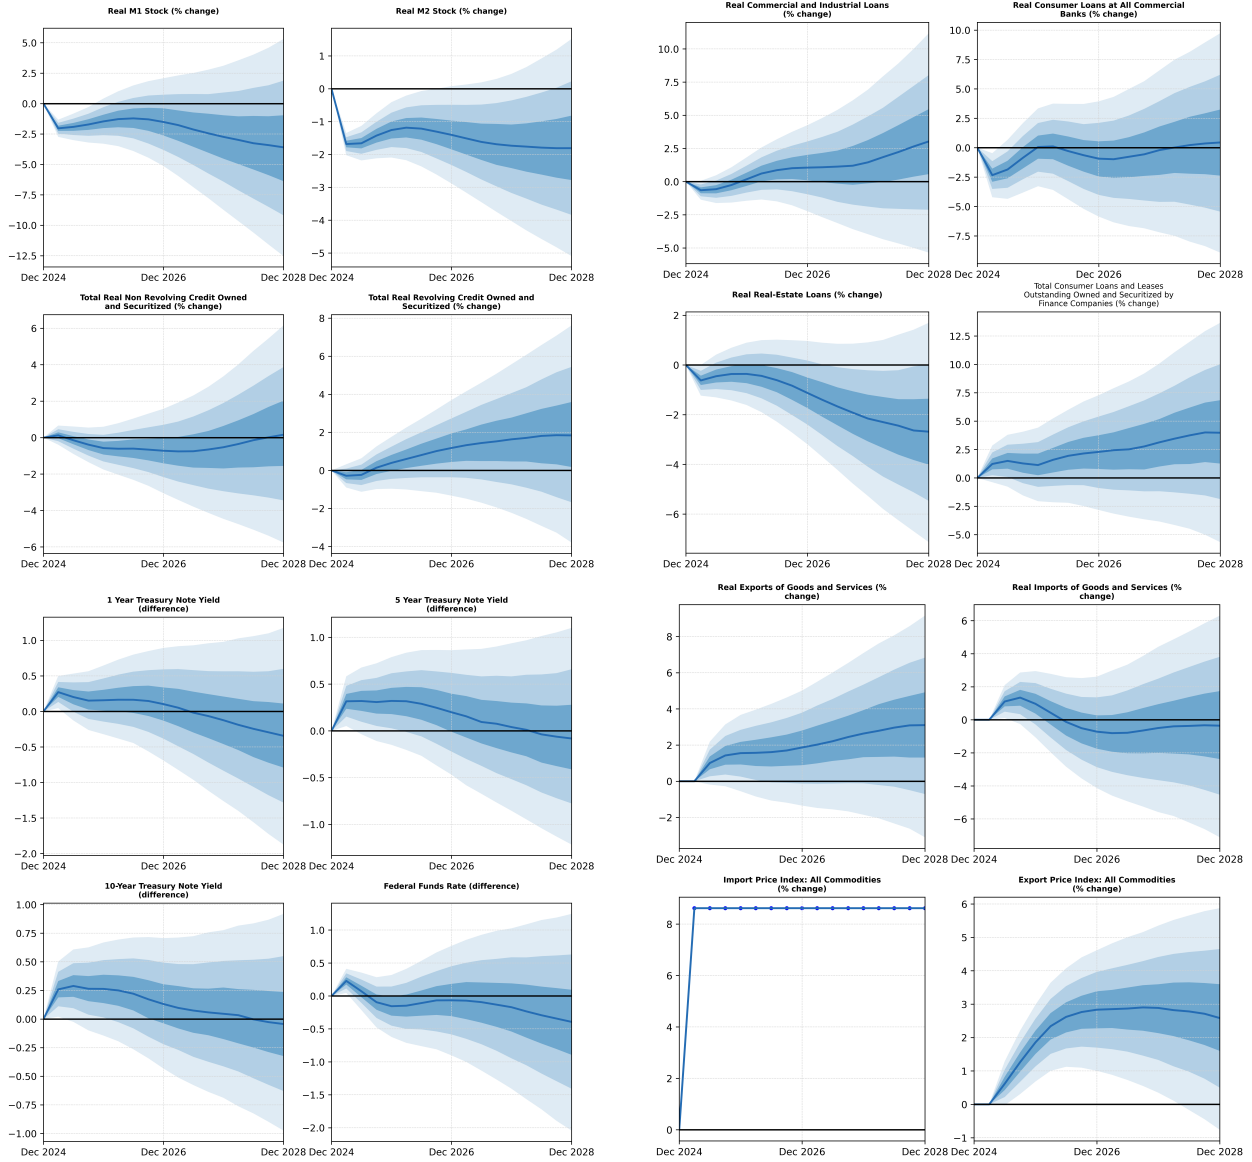 Real M1 Stock (% change)
5.0
2.5
0.0
−2.5
−5.0
−7.5
−10.0
−12.5
Dec 2024
Dec 2026
Dec 2028
Real M2 Stock (% change)
1
0
−1
−2
−3
−4
−5
Dec 2024
Dec 2026
Dec 2028
Real Commercial and Industrial Loans
(% change)
10.0
7.5
5.0
2.5
0.0
−2.5
−5.0
Dec 2024
Dec 2026
Dec 2028
Real Consumer Loans at All Commercial
Banks (% change)
10.0
7.5
5.0
2.5
0.0
−2.5
−5.0
−7.5
Dec 2024
Dec 2026
Dec 2028
Total Real Non Revolving Credit Owned
and Securitized (% change)
6
4
2
0
−2
−4
−6
Dec 2024
Dec 2026
Dec 2028
Total Real Revolving Credit Owned and
Securitized (% change)
8
6
4
2
0
−2
−4
Dec 2024
Dec 2026
Dec 2028
Real Real-Estate Loans (% change)
2
0
−2
−4
−6
Dec 2024
Dec 2026
Dec 2028
Total Consumer Loans and Leases
Outstanding Owned and Securitized by
Finance Companies (% change)
12.5
10.0
7.5
5.0
2.5
0.0
−2.5
−5.0
Dec 2024
Dec 2026
Dec 2028
1 Year Treasury Note Yield
(difference)
1.0
0.5
0.0
−0.5
−1.0
−1.5
−2.0
Dec 2024
Dec 2026
Dec 2028
5 Year Treasury Note Yield
(difference)
1.0
0.5
0.0
−0.5
−1.0
Dec 2024
Dec 2026
Dec 2028
Real Exports of Goods and Services (%
change)
8
6
4
2
0
−2
Dec 2024
Dec 2026
Dec 2028
Real Imports of Goods and Services (%
change)
6
4
2
0
−2
−4
−6
Dec 2024
Dec 2026
Dec 2028
10-Year Treasury Note Yield
(difference)
1.00
0.75
0.50
0.25
0.00
−0.25
−0.50
−0.75
−1.00
Dec 2024
Dec 2026
Dec 2028
Federal Funds Rate (difference)
1.0
0.5
0.0
−0.5
−1.0
−1.5
−2.0
Dec 2024
Dec 2026
Dec 2028
Import Price Index: All Commodities
(% change)
8
6
4
2
0
Dec 2024
Dec 2026
Dec 2028
Export Price Index: All Commodities
(% change)
6
5
4
3
2
1
0
−1
Dec 2024
Dec 2026
Dec 2028